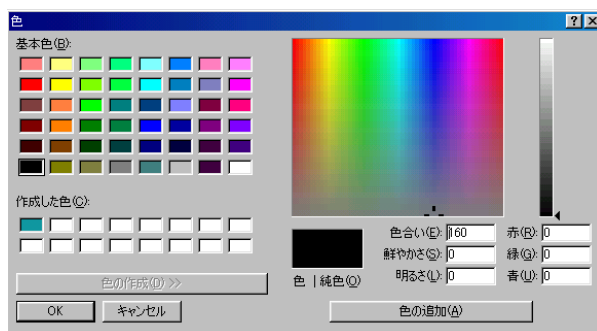 色
基本色(B):
作成した色(C):
色の作成(D) >>
OK
キャンセル
色 | 純色(O)
色合い(E): 160
鮮やかさ(S): 0
明るさ(L): 0
赤(R): 0
緑(G): 0
青(U): 0
色の追加(A)